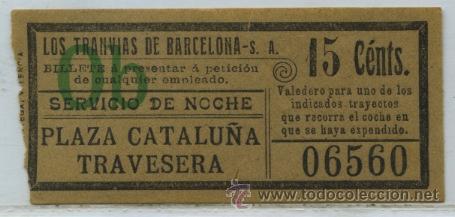 LOS TRANVIAS DE BARCELONA-S. A.
BILLETE á presentar á petición
de cualquier empleado.
SERVICIO DE NOCHE
PLAZA CATALUÑA
TRAVESERA
15 Cénts.
Valedero para uno de los
indicados trayectos
que recorra el coche en
que se haya expendido.
06560
todocoleccion
www.todocoleccion.net